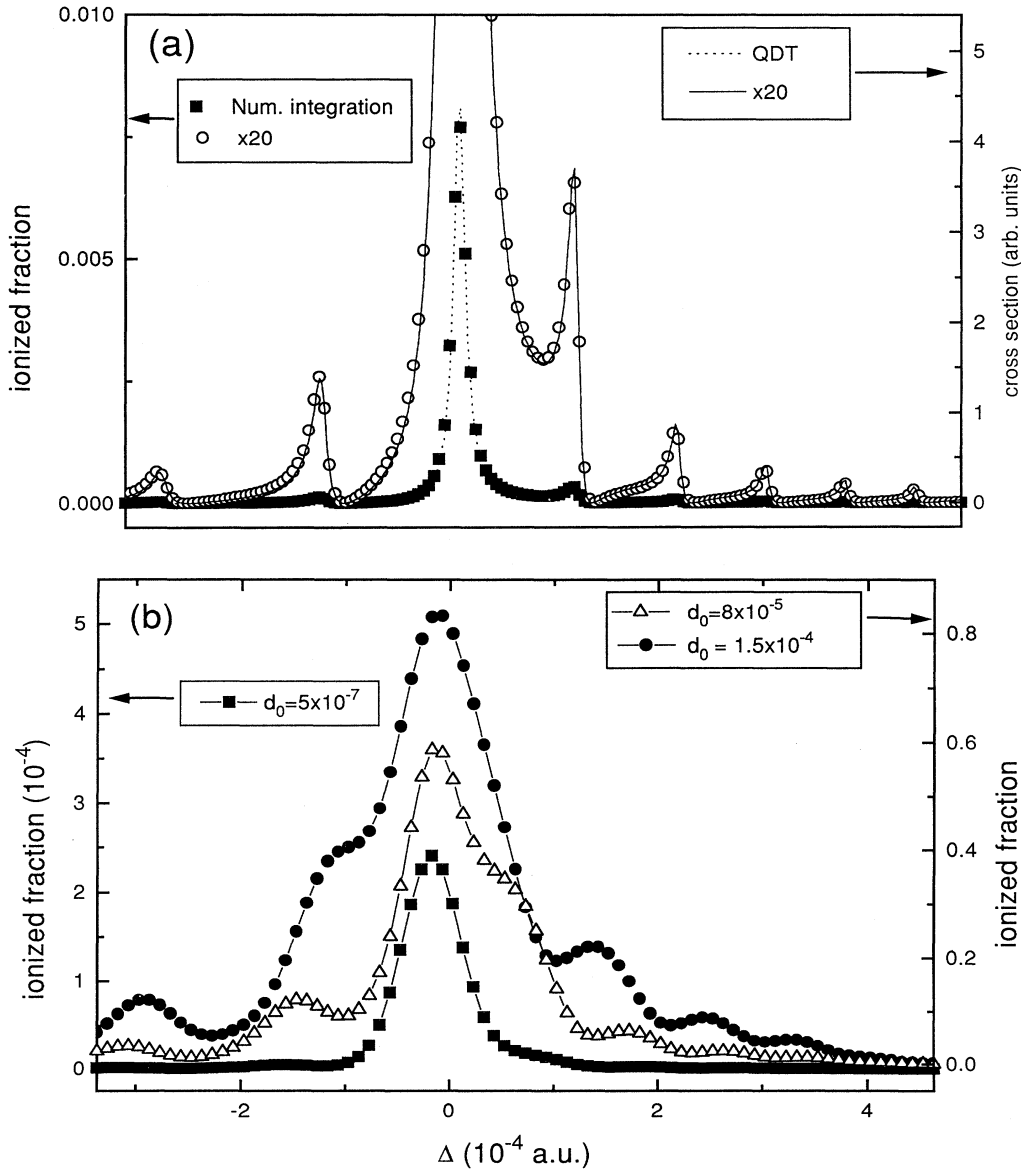 0.010
(a)
QDT
x20
5
Num. integration
x20
4
ionized fraction
0.005
3
cross section (arb. units)
2
1
0.000
0
(b)
5
d₀=8x10⁻⁵
d₀ = 1.5x10⁻⁴
0.8
d₀=5x10⁻⁷
4
ionized fraction (10⁻⁴)
0.6
3
ionized fraction
0.4
2
0.2
1
0
0.0
-2 0 2 4
Δ (10⁻⁴ a.u.)